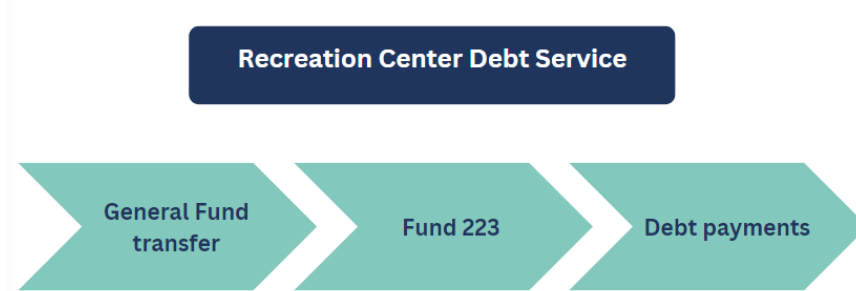 Recreation Center Debt Service
General Fund
transfer
Fund 223
Debt payments